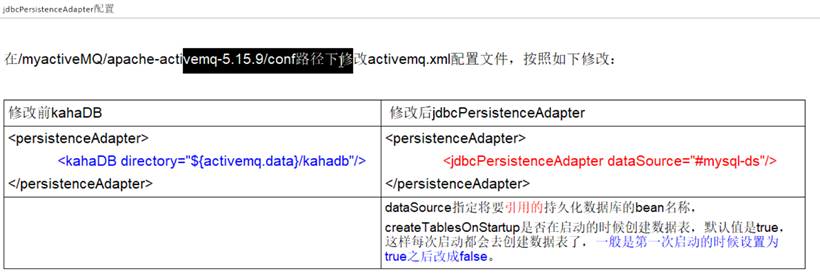 jdbcPersistenceAdapter配置
在/myactiveMQ/apache-activemq-5.15.9/conf路径下修改activemq.xml配置文件，按照如下修改：
修改前kahaDB
<persistenceAdapter>
<kahaDB directory="${activemq.data}/kahadb"/>
</persistenceAdapter>
修改后jdbcPersistenceAdapter
<persistenceAdapter>
<jdbcPersistenceAdapter dataSource="#mysql-ds"/>
</persistenceAdapter>
dataSource指定将要引用的持久化数据库的bean名称，
createTablesOnStartup是否在启动的时候创建数据表，默认值是true，
这样每次启动都会去创建数据表了，一般是第一次启动的时候设置为
true之后改成false。